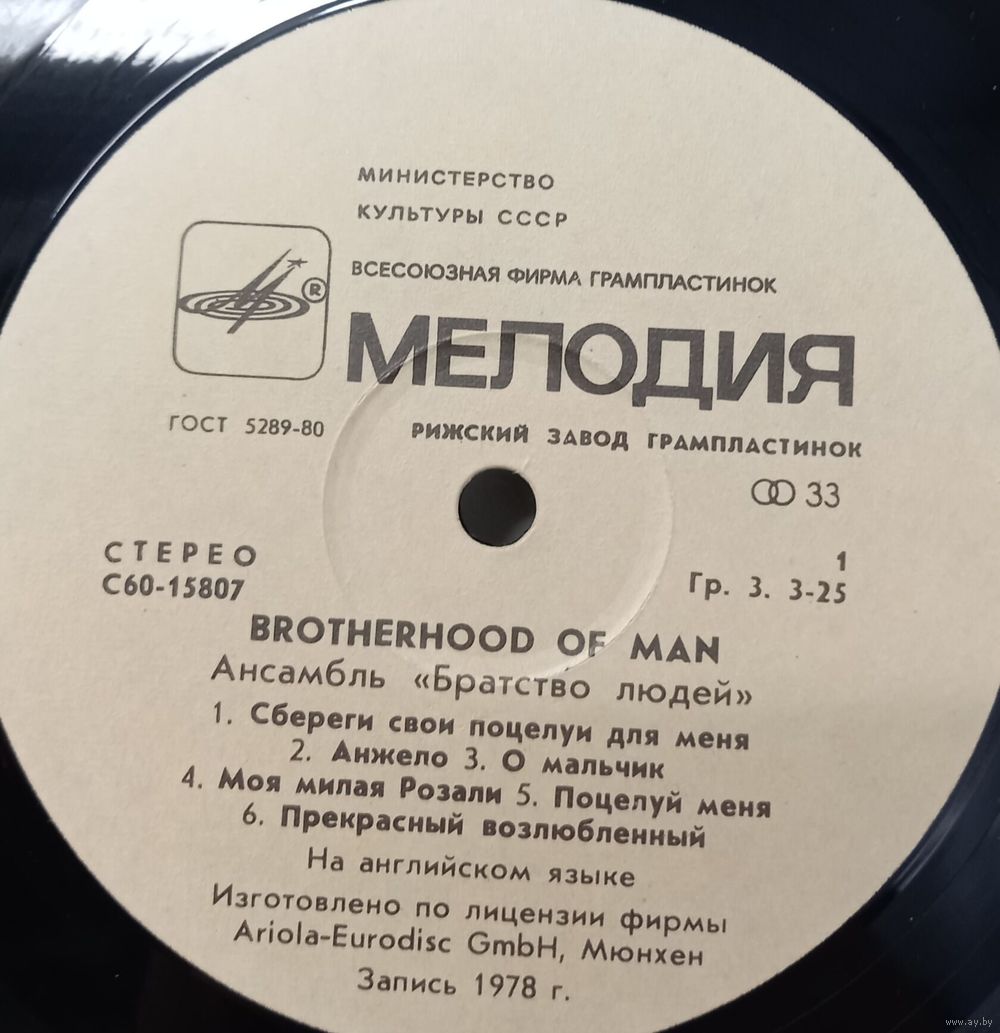 МИНИСТЕРСТВО
КУЛЬТУРЫ СССР
ВСЕСОЮЗНАЯ ФИРМА ГРАМПЛАСТИНОК
®
МЕЛОДИЯ
ГОСТ 5289-80
РИЖСКИЙ ЗАВОД ГРАМПЛАСТИНОК
33
СТЕРЕО
С60-15807
1
Гр. 3. 3-25
BROTHERHOOD OF MAN
Ансамбль «Братство людей»
1. Сбереги свои поцелуи для меня
2. Анжело 3. О мальчик
4. Моя милая Розали 5. Поцелуй меня
6. Прекрасный возлюбленный
На английском языке
Изготовлено по лицензии фирмы
Ariola-Eurodisc GmbH, Мюнхен
Запись 1978 г.
www.ay.by